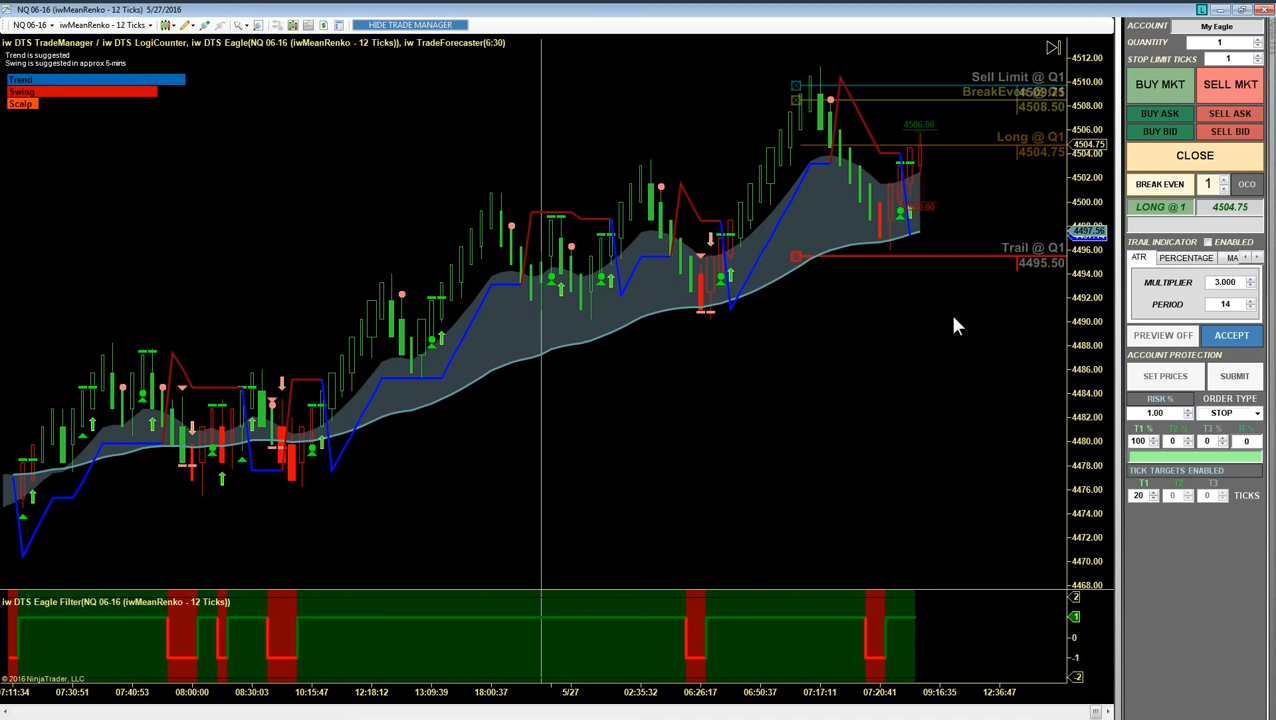 NQ 06-16 (iwMeanRenko - 12 Ticks) 5/27/2016
NQ 06-16
iwMeanRenko - 12 Ticks
HIDE TRADE MANAGER
iw DTS TradeManager / iw DTS LogiCounter, iw DTS Eagle(NQ 06-16 (iwMeanRenko - 12 Ticks)), iw TradeForecaster(6:30)
Trend is suggested
Swing is suggested in approx 5-mins
Trend
Swing
Scalp
Sell Limit @ Q1
4509.75
4508.50
Long @ Q1
4504.75
Trail @ Q1
4495.50
4506.00
4512.00
4510.00
4508.00
4506.00
4504.75
4504.00
4502.00
4500.00
4497.56
4496.00
4494.00
4492.00
4490.00
4488.00
4486.00
4484.00
4482.00
4480.00
4478.00
4476.00
4474.00
4472.00
4470.00
4468.00
iw DTS Eagle Filter(NQ 06-16 (iwMeanRenko - 12 Ticks))
2
1
0
-1
-2
© 2016 NinjaTrader, LLC
07:11:34
07:30:51
07:40:53
08:00:00
08:30:03
10:15:47
12:18:12
13:09:39
18:00:37
5/27
02:35:32
06:26:17
06:50:37
07:17:11
07:20:41
09:16:35
12:36:47
ACCOUNT
My Eagle
QUANTITY
1
STOP LIMIT TICKS
1
BUY MKT
SELL MKT
BUY ASK
SELL ASK
BUY BID
SELL BID
CLOSE
BREAK EVEN
1
OCO
LONG @ 1
4504.75
TRAIL INDICATOR
ENABLED
ATR
PERCENTAGE
MA
MULTIPLIER
3.000
PERIOD
14
PREVIEW OFF
ACCEPT
ACCOUNT PROTECTION
SET PRICES
SUBMIT
RISK %
ORDER TYPE
1.00
STOP
T1 %
T2 %
T3 %
R %
100
0
0
0
TICK TARGETS ENABLED
T1
T2
T3
20
0
0
TICKS